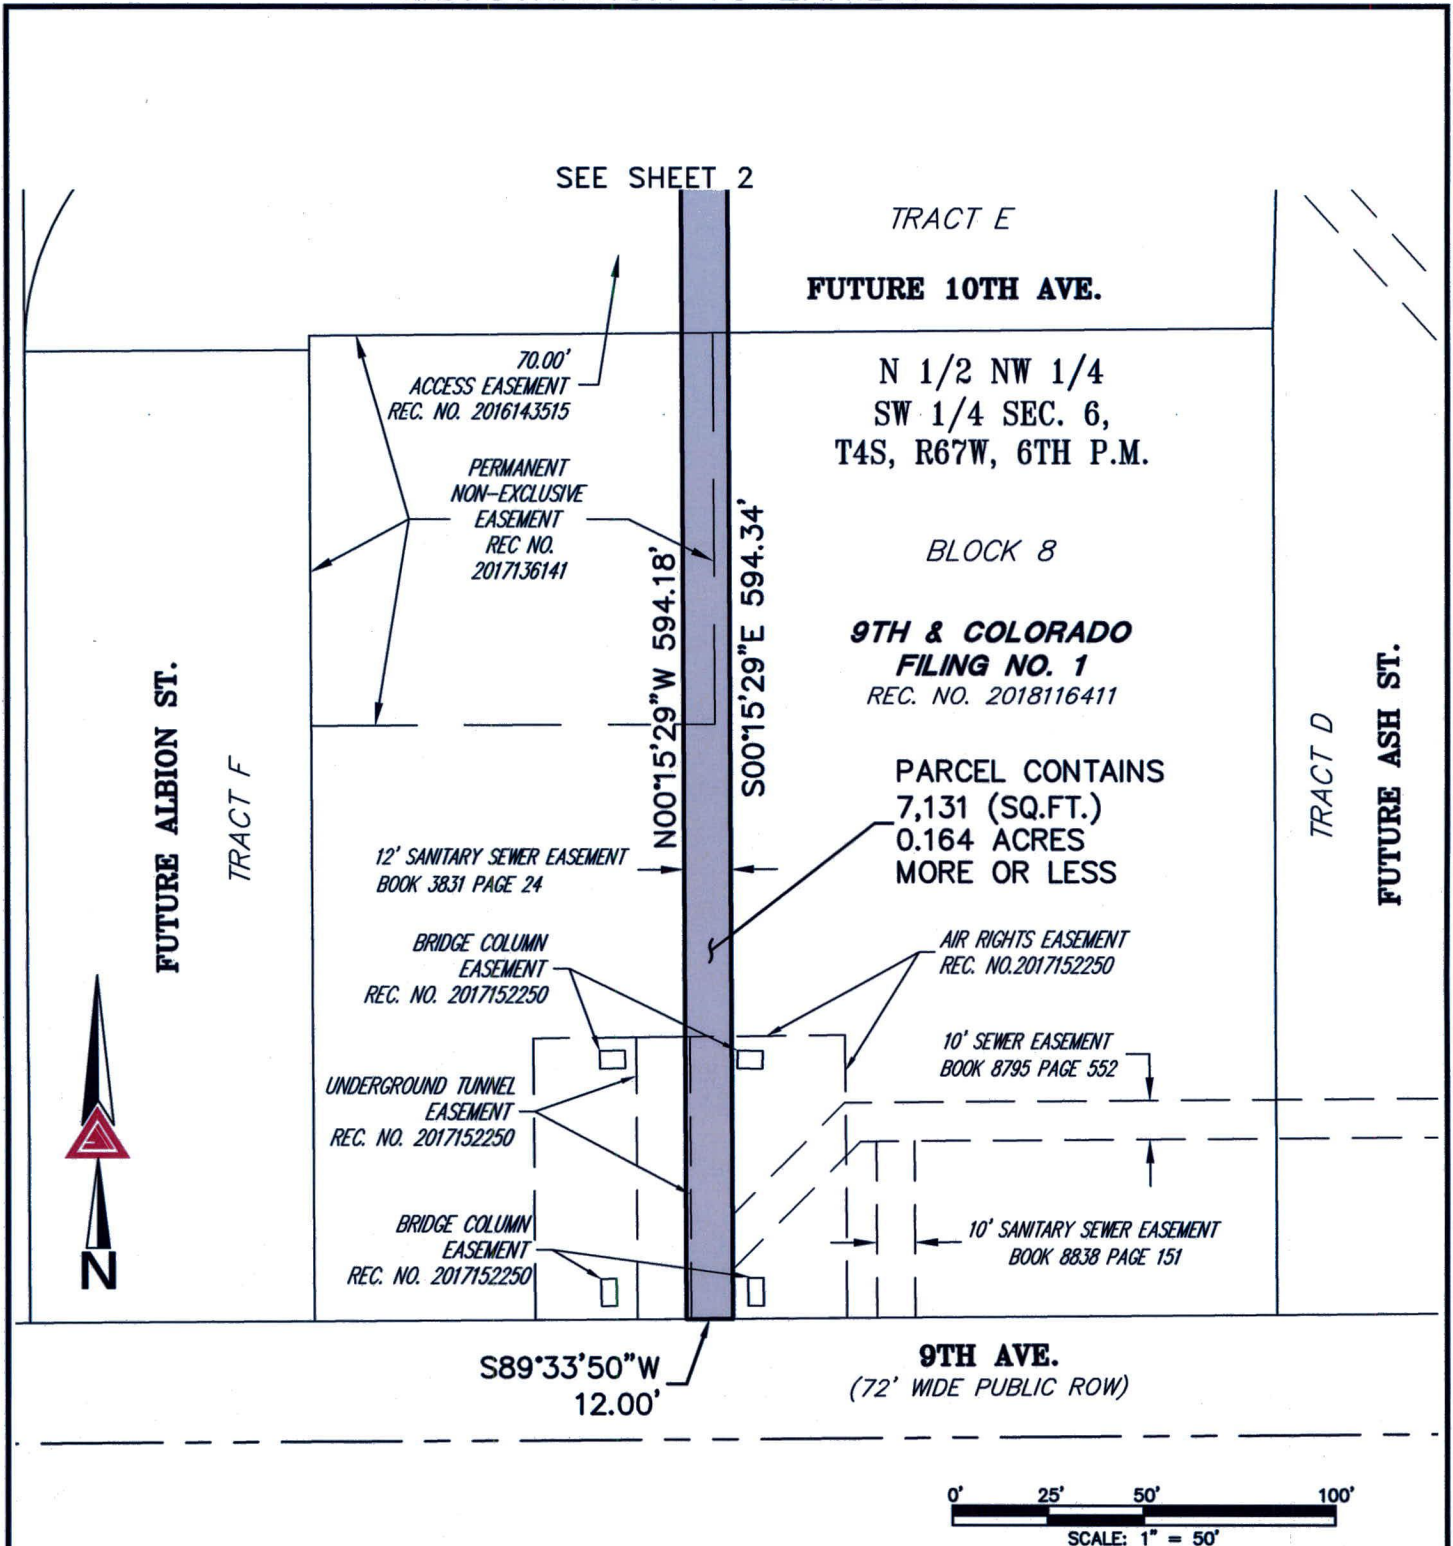 SEE SHEET 2
TRACT E
FUTURE 10TH AVE.
70.00'
ACCESS EASEMENT
REC. NO. 2016143515
N 1/2 NW 1/4
SW 1/4 SEC. 6,
T4S, R67W, 6TH P.M.
PERMANENT
NON-EXCLUSIVE
EASEMENT
REC NO.
2017136141
N00°15'29"W 594.18'
S00°15'29"E 594.34'
BLOCK 8
9TH & COLORADO
FILING NO. 1
REC. NO. 2018116411
FUTURE ALBION ST.
TRACT F
TRACT D
FUTURE ASH ST.
PARCEL CONTAINS
7,131 (SQ.FT.)
0.164 ACRES
MORE OR LESS
12' SANITARY SEWER EASEMENT
BOOK 3831 PAGE 24
BRIDGE COLUMN
EASEMENT
REC. NO. 2017152250
AIR RIGHTS EASEMENT
REC. NO.2017152250
10' SEWER EASEMENT
BOOK 8795 PAGE 552
UNDERGROUND TUNNEL
EASEMENT
REC. NO. 2017152250
BRIDGE COLUMN
EASEMENT
REC. NO. 2017152250
10' SANITARY SEWER EASEMENT
BOOK 8838 PAGE 151
N
S89°33'50"W
12.00'
9TH AVE.
(72' WIDE PUBLIC ROW)
0' 25' 50' 100'
SCALE: 1" = 50'